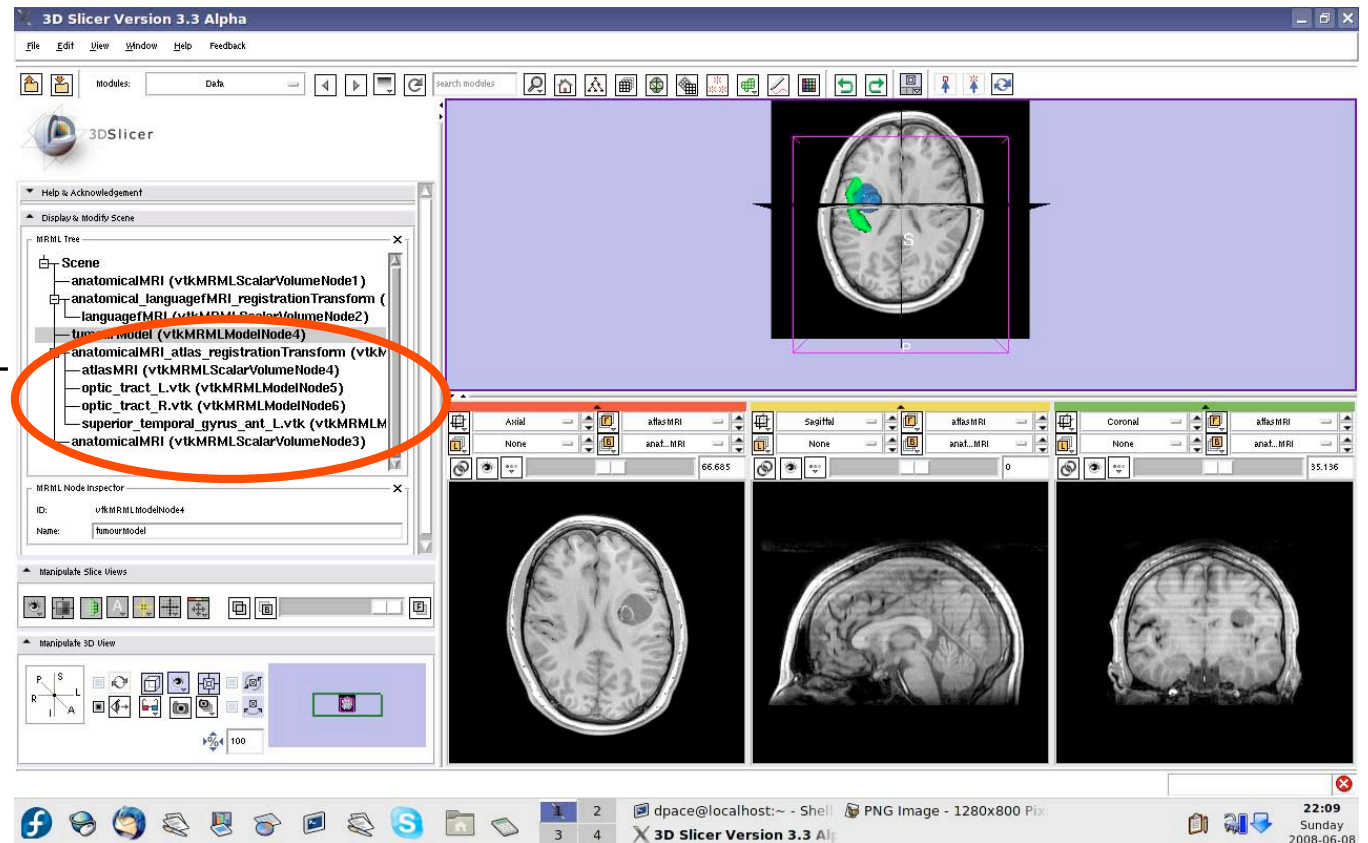 3D Slicer Version 3.3 Alpha
File Edit View Window Help Feedback
Modules: Data search modules
3DSlicer
Help & Acknowledgement
Display & Modify Scene
MRML Tree
Scene
anatomicalMRI (vtkMRMLScalarVolumeNode1)
anatomical_languagefMRI_registrationTransform (
languagefMRI (vtkMRMLScalarVolumeNode2)
tumourModel (vtkMRMLModelNode4)
anatomicalMRI_atlas_registrationTransform (vtkM
atlasMRI (vtkMRMLScalarVolumeNode4)
optic_tract_L.vtk (vtkMRMLModelNode5)
optic_tract_R.vtk (vtkMRMLModelNode6)
superior_temporal_gyrus_ant_L.vtk (vtkMRMLM
anatomicalMRI (vtkMRMLScalarVolumeNode3)
MRML Node Inspector
ID: vtkMRMLModelNode4
Name: tumourModel
Manipulate Slice Views
B F
Manipulate 3D View
P S
R L
I A
% 100
S
P
Axial F atlasMRI
L None B anat...MRI
66.685
Sagittal F atlasMRI
L None B anat...MRI
0
Coronal F atlasMRI
L None B anat...MRI
35.136
1 2
3 4
dpace@localhost:~ - Shell
PNG Image - 1280x800 Pix
3D Slicer Version 3.3 Alp
22:09
Sunday
2008-06-08